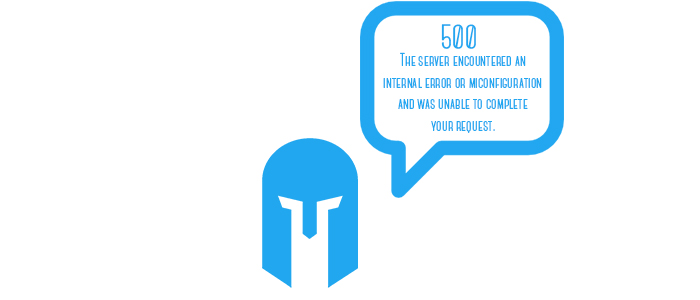 500
The server encountered an
internal error or miconfiguration
and was unable to complete
your request.